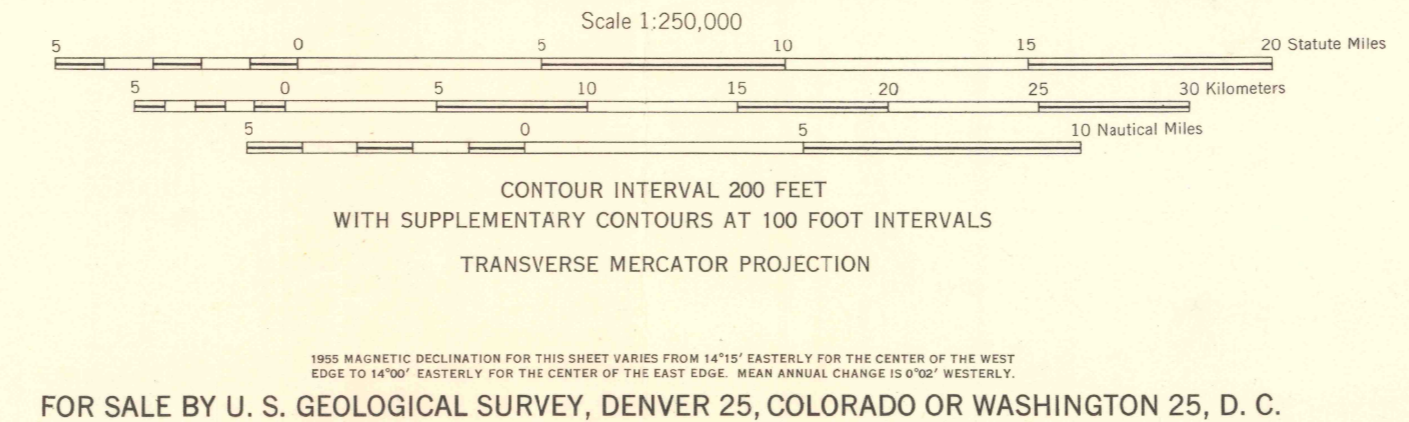 Scale 1:250,000
5 0 5 10 15 20 Statute Miles
5 0 5 10 15 20 25 30 Kilometers
5 0 5 10 Nautical Miles
CONTOUR INTERVAL 200 FEET
WITH SUPPLEMENTARY CONTOURS AT 100 FOOT INTERVALS
TRANSVERSE MERCATOR PROJECTION
1955 MAGNETIC DECLINATION FOR THIS SHEET VARIES FROM 14°15′ EASTERLY FOR THE CENTER OF THE WEST
EDGE TO 14°00′ EASTERLY FOR THE CENTER OF THE EAST EDGE. MEAN ANNUAL CHANGE IS 0°02′ WESTERLY.
FOR SALE BY U. S. GEOLOGICAL SURVEY, DENVER 25, COLORADO OR WASHINGTON 25, D. C.